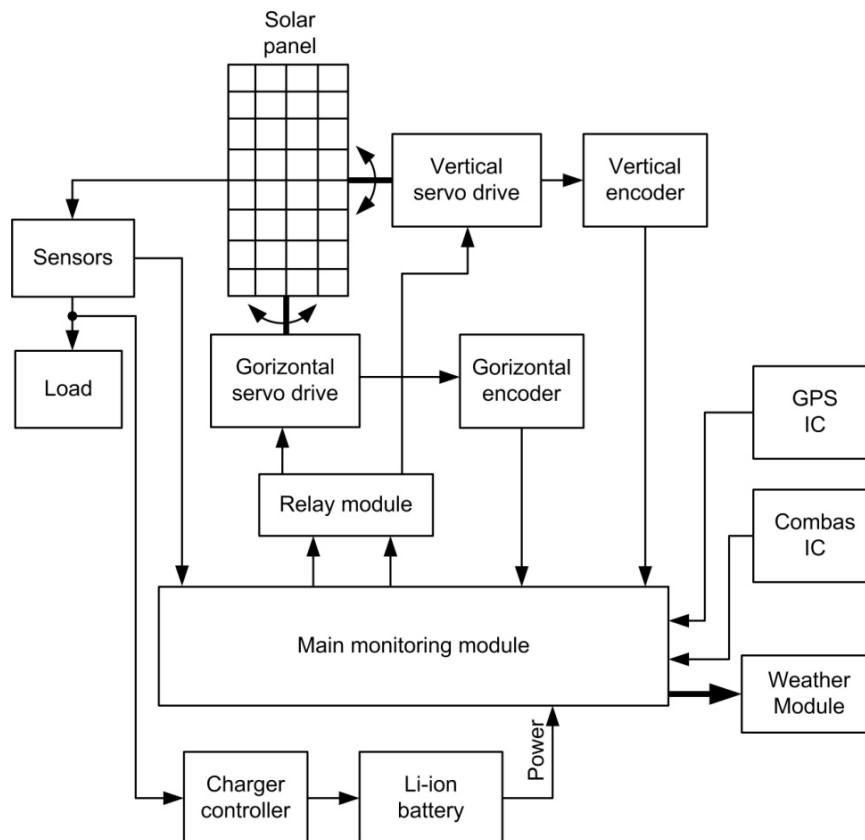 Solar
panel
Vertical
servo drive
Vertical
encoder
Sensors
Load
Gorizontal
servo drive
Gorizontal
encoder
GPS
IC
Relay module
Combas
IC
Main monitoring module
Weather
Module
Power
Charger
controller
Li-ion
battery